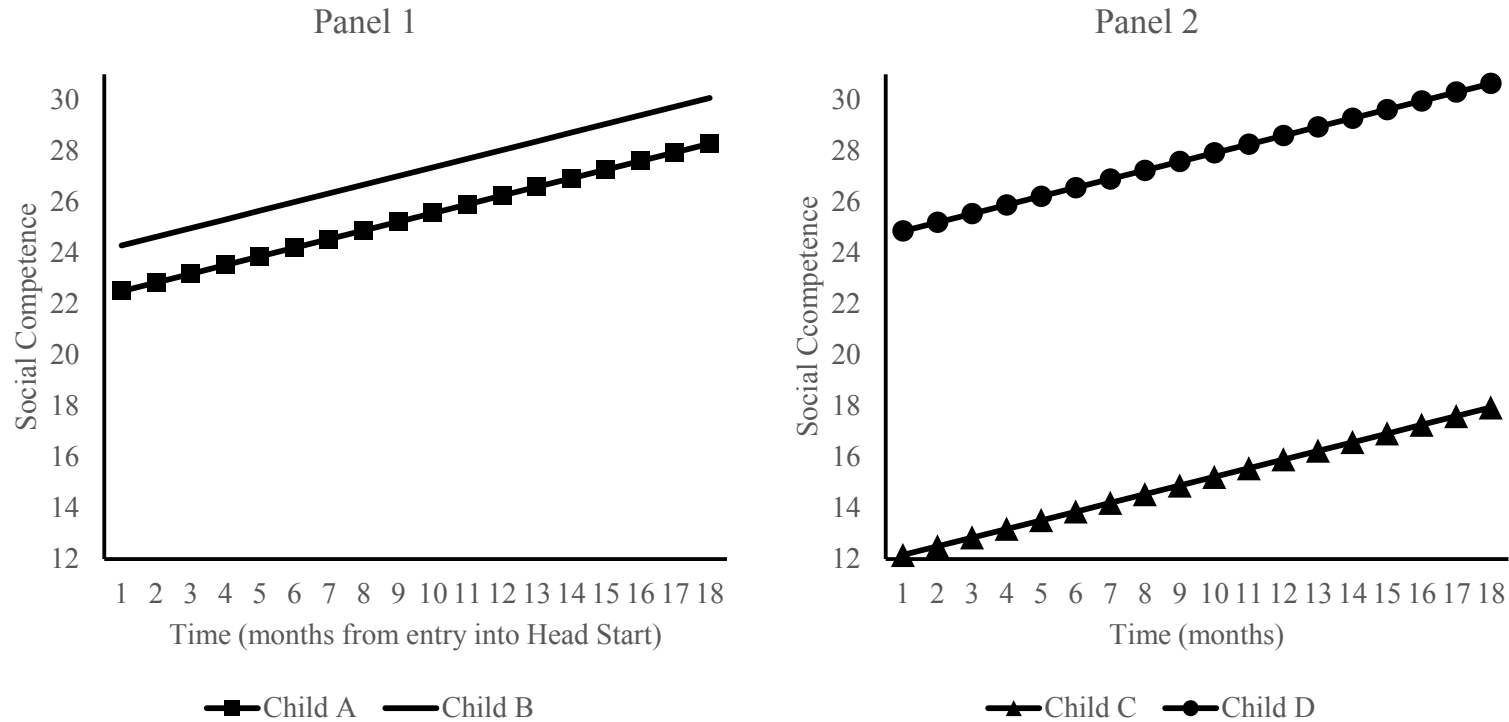 Panel 1
Social Competence
30
28
26
24
22
20
18
16
14
12
1 2 3 4 5 6 7 8 9 10 11 12 13 14 15 16 17 18
Time (months from entry into Head Start)
Child A Child B
Panel 2
Social Ccompetence
30
28
26
24
22
20
18
16
14
12
1 2 3 4 5 6 7 8 9 10 11 12 13 14 15 16 17 18
Time (months)
Child C Child D